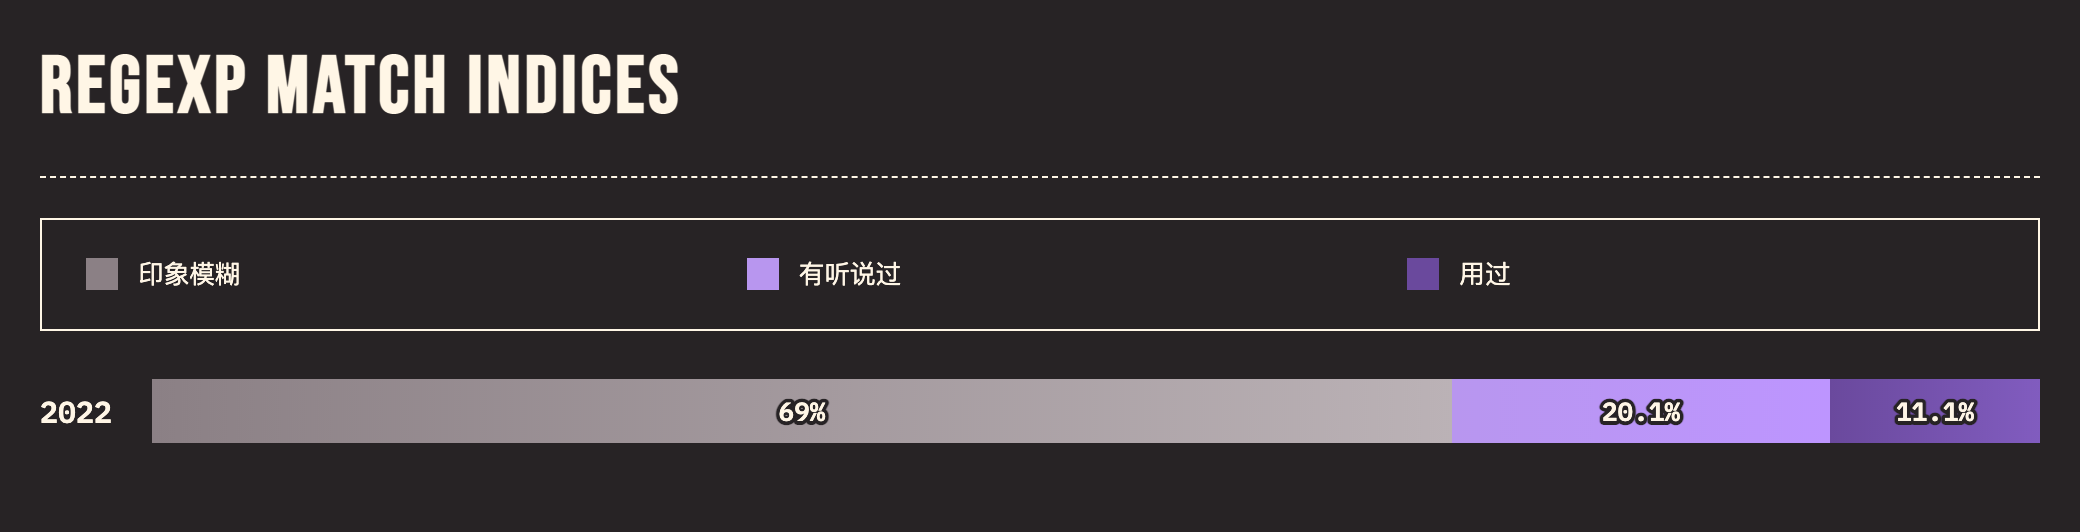 REGEXP MATCH INDICES
印象模糊 有听说过 用过
2022 69% 20.1% 11.1%